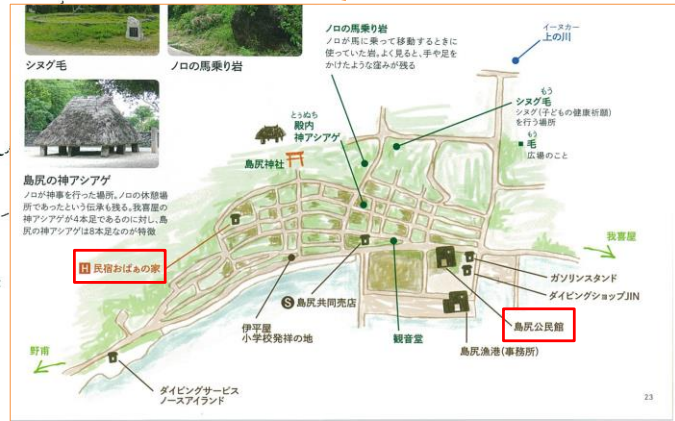 シヌグ毛
ノロの馬乗り岩
島尻の神アシアゲ
ノロが神事を行った場所。ノロの休憩場
所であったという伝承も残る。我喜屋の
神アシアゲが4本足であるのに対し、島
尻の神アシアゲは8本足なのが特徴
ノロの馬乗り岩
ノロが馬に乗って移動するときに
使っていた岩。よく見ると、手や足を
かけたような窪みが残る
イーヌカー
上の川
もう
シヌグ毛
シヌグ(子どもの健康祈願)
を行う場所
もう
毛
広場のこと
とぅぬち
殿内
神アシアゲ
島尻神社
我喜屋
H 民宿おばぁの家
ガソリンスタンド
ダイビングショップJIN
S 島尻共同売店
島尻公民館
伊平屋
小学校発祥の地
観音堂
島尻漁港(事務所)
野甫
ダイビングサービス
ノースアイランド
23